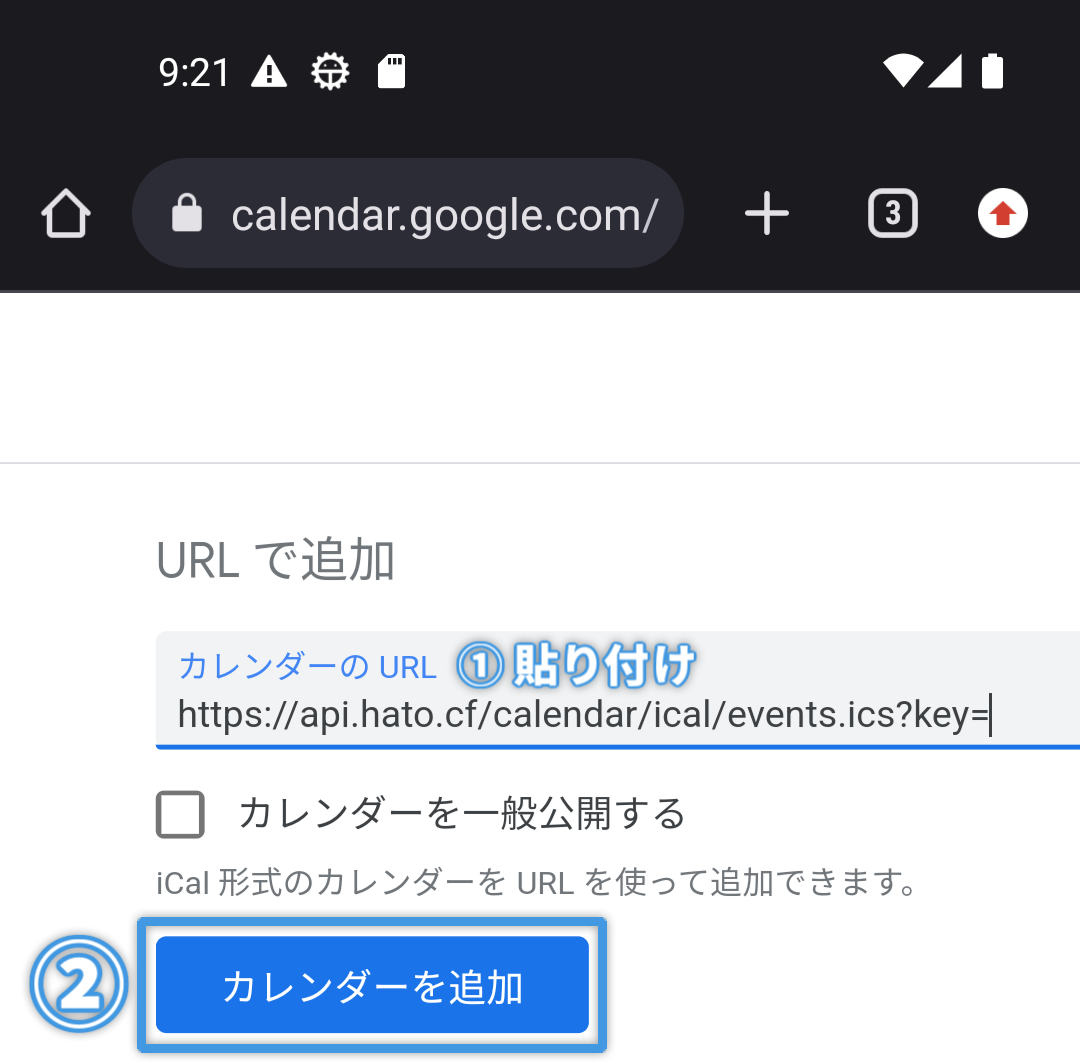 9:21
calendar.google.com/
3
URL で追加
カレンダーの URL ①貼り付け
https://api.hato.cf/calendar/ical/events.ics?key=
カレンダーを一般公開する
iCal 形式のカレンダーを URL を使って追加できます。
② カレンダーを追加